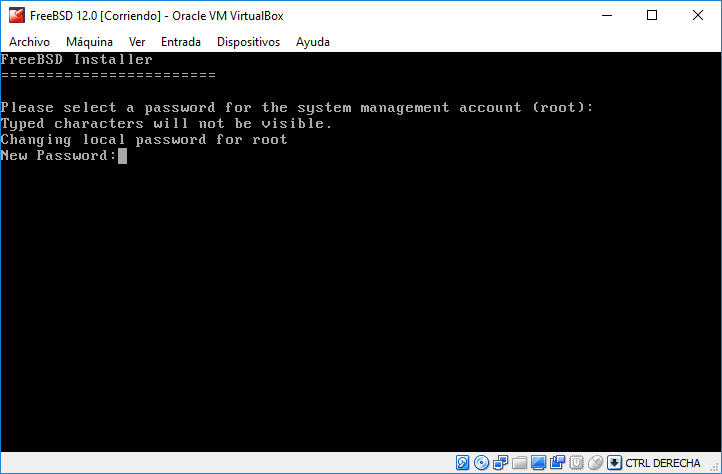 FreeBSD 12.0 [Corriendo] - Oracle VM VirtualBox
Archivo Máquina Ver Entrada Dispositivos Ayuda
FreeBSD Installer
========================
Please select a password for the system management account (root):
Typed characters will not be visible.
Changing local password for root
New Password:
CTRL DERECHA